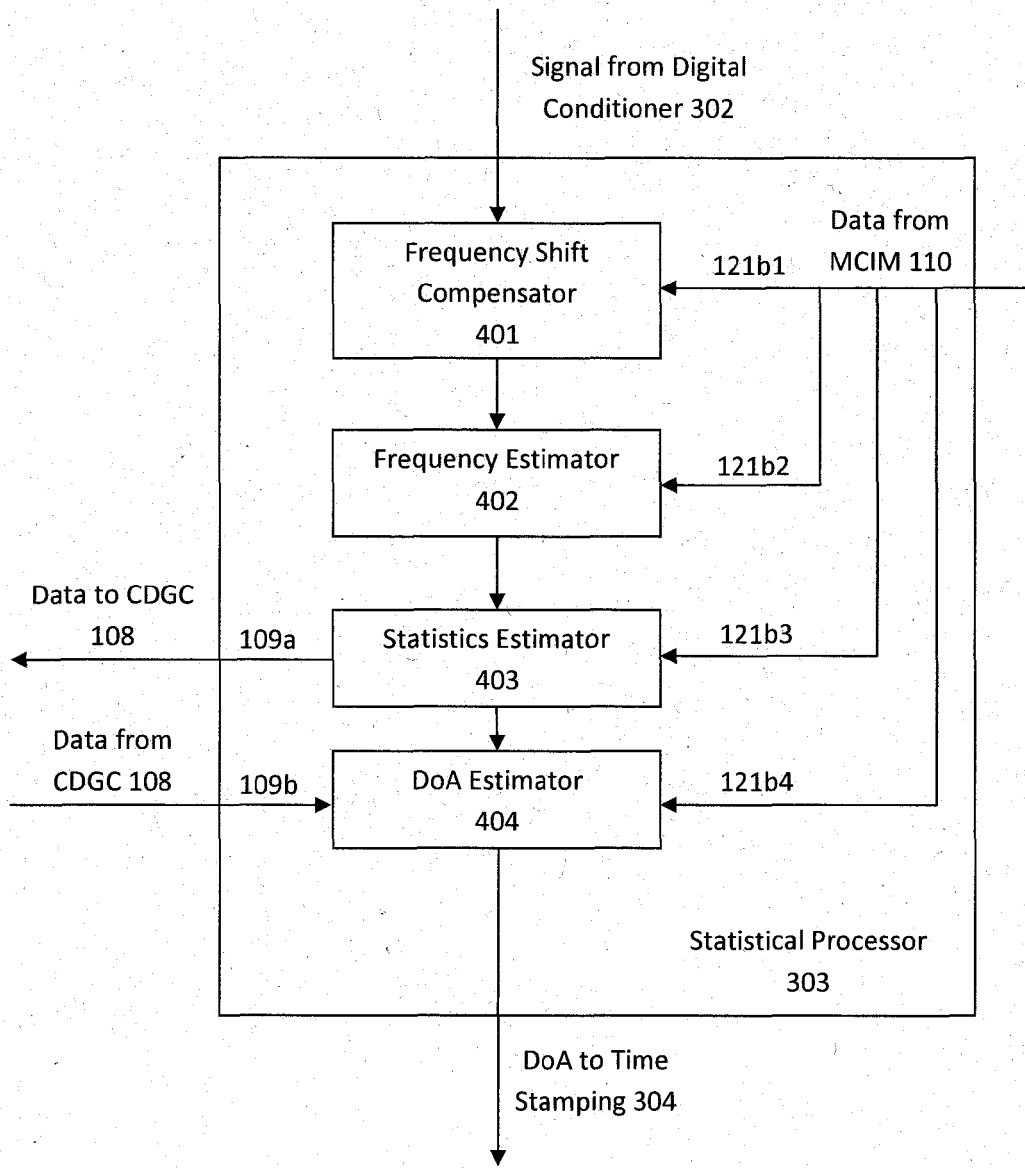 Signal from Digital
Conditioner 302
Frequency Shift
Compensator
401
121b1
Data from
MCIM 110
Frequency Estimator
402
121b2
Data to CDGC
108
109a
Statistics Estimator
403
121b3
Data from
CDGC 108
109b
DoA Estimator
404
121b4
Statistical Processor
303
DoA to Time
Stamping 304